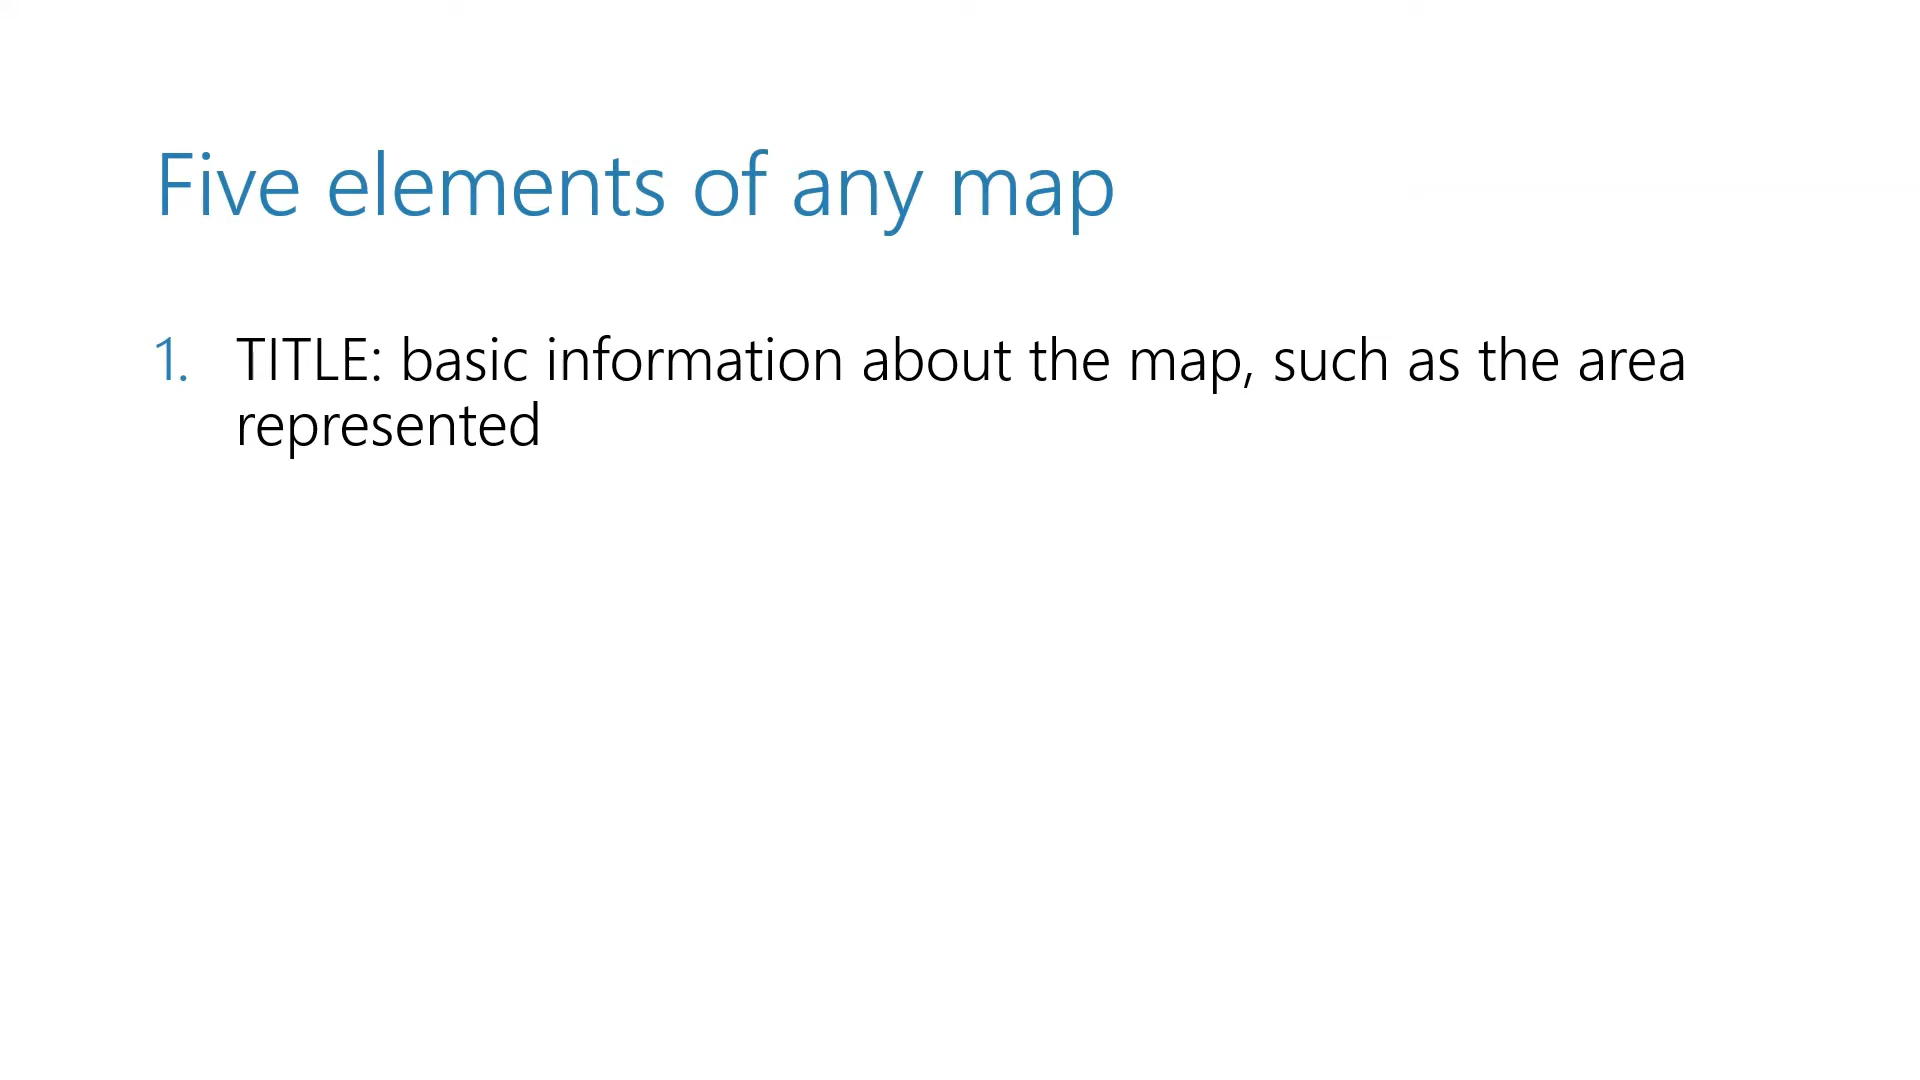 Five elements of any map
1. TITLE: basic information about the map, such as the area
represented